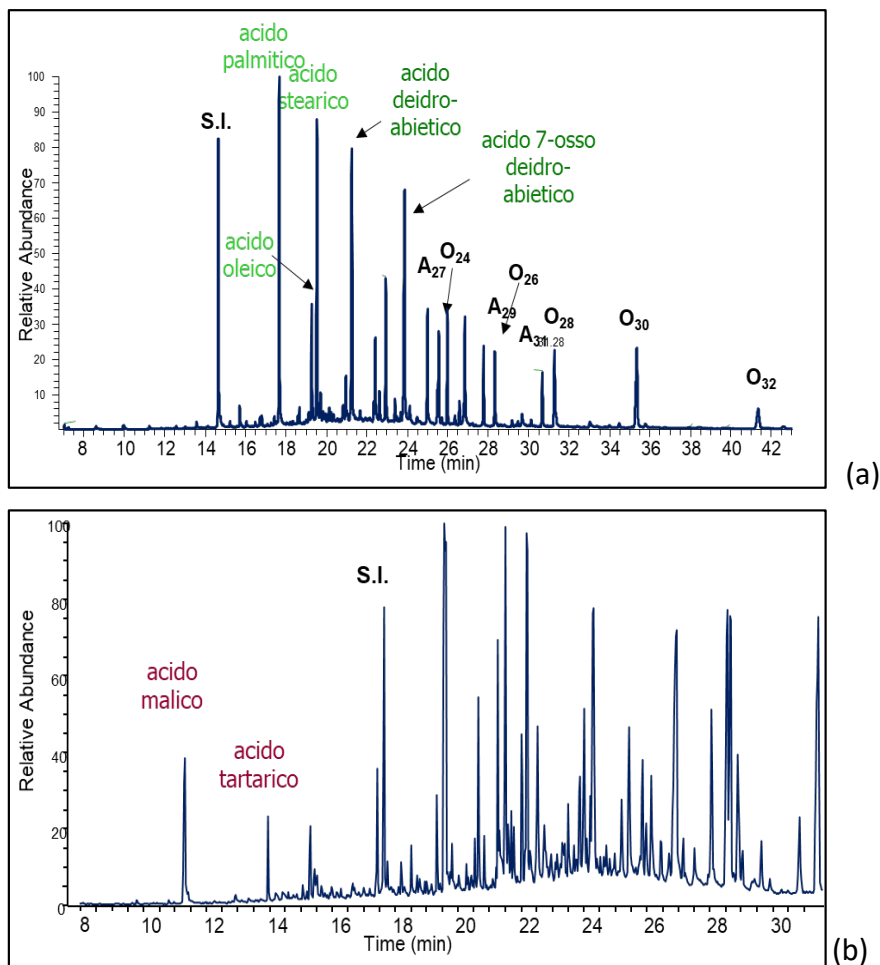 acido
palmitico
acido
stearico
acido
deidro-
abietico
S.I.
acido 7-osso
deidro-
abietico
acido
oleico
A27
O24
O26
A29
A31
O28
31.28
O30
O32
Relative Abundance
100
90
80
70
60
50
40
30
20
10
8 10 12 14 16 18 20 22 24 26 28 30 32 34 36 38 40 42
Time (min)
(a)
S.I.
acido
malico
acido
tartarico
Relative Abundance
100
80
60
40
20
0
8 10 12 14 16 18 20 22 24 26 28 30
Time (min)
(b)